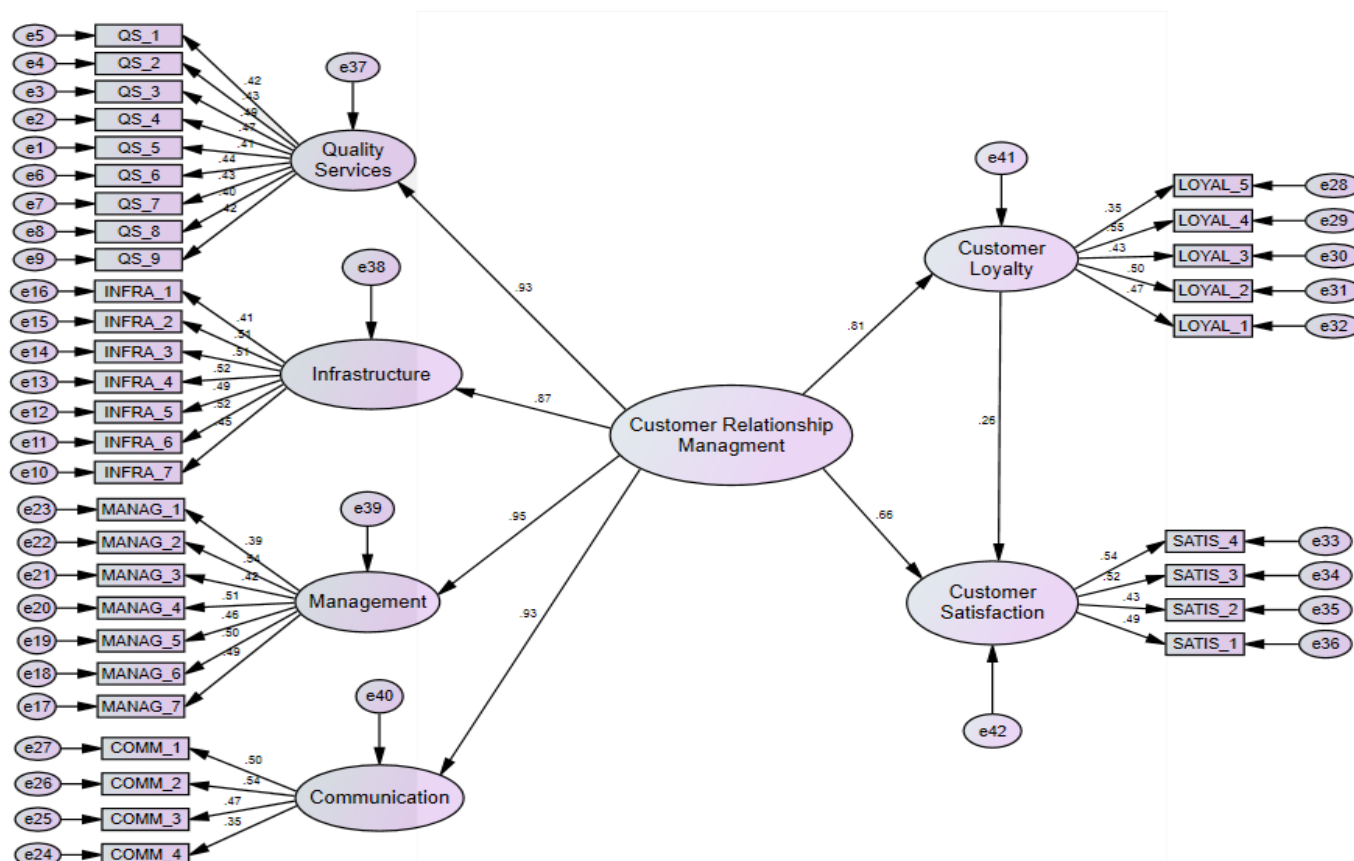 e5 QS_1
e4 QS_2
e3 QS_3
e2 QS_4
e1 QS_5
e6 QS_6
e7 QS_7
e8 QS_8
e9 QS_9
.42
.43
.49
.47
.41
.44
.43
.40
.42
e37
Quality
Services
e16 INFRA_1
e15 INFRA_2
e14 INFRA_3
e13 INFRA_4
e12 INFRA_5
e11 INFRA_6
e10 INFRA_7
.41
.51
.51
.52
.49
.52
.45
e38
Infrastructure
e23 MANAG_1
e22 MANAG_2
e21 MANAG_3
e20 MANAG_4
e19 MANAG_5
e18 MANAG_6
e17 MANAG_7
.39
.54
.42
.51
.46
.50
.49
e39
Management
e27 COMM_1
e26 COMM_2
e25 COMM_3
e24 COMM_4
.50
.54
.47
.35
e40
Communication
.93
.87
.95
.93
Customer Relationship
Managment
.81
.66
.26
e41
Customer
Loyalty
.35
.55
.43
.50
.47
LOYAL_5 e28
LOYAL_4 e29
LOYAL_3 e30
LOYAL_2 e31
LOYAL_1 e32
Customer
Satisfaction
e42
.54
.52
.43
.49
SATIS_4 e33
SATIS_3 e34
SATIS_2 e35
SATIS_1 e36